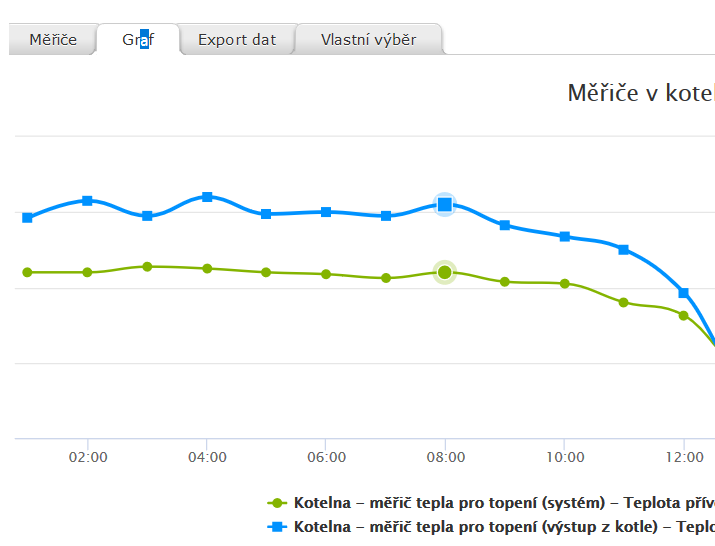 Měřiče Graf Export dat Vlastní výběr
Měřiče v kotel
02:00 04:00 06:00 08:00 10:00 12:00
Kotelna – měřič tepla pro topení (systém) – Teplota přív
Kotelna – měřič tepla pro topení (výstup z kotle) – Teplo